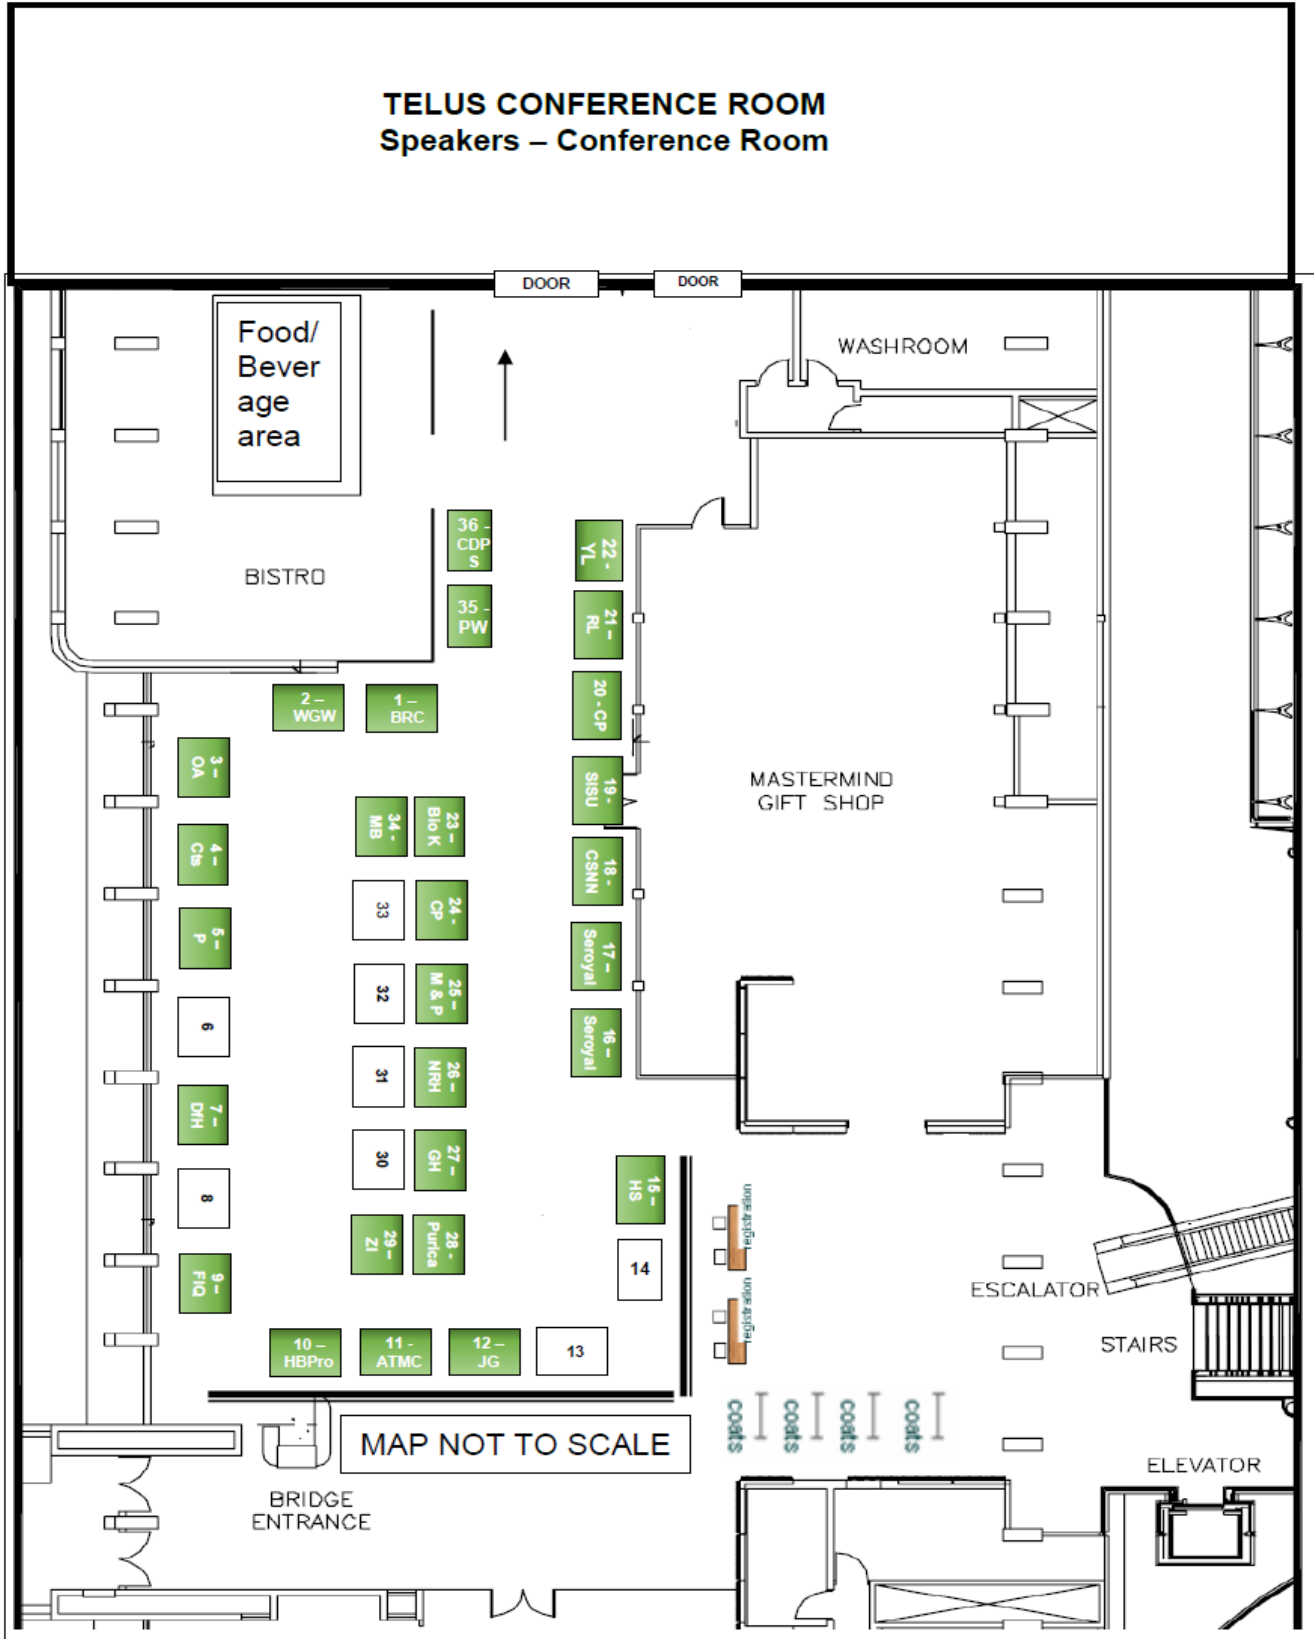 TELUS CONFERENCE ROOM
Speakers – Conference Room
DOOR
DOOR
Food/
Bever
age
area
WASHROOM
BISTRO
36 -
CDP
S
35 -
PW
22 -
YL
21 –
RL
20 - CP
19 -
SISU
18 -
CSNN
17 –
Seroyal
16 –
Seroyal
2 –
WGW
1 –
BRC
3 –
OA
4 –
Cts
5 –
P
6
7 –
DfH
8
9 –
FIQ
34 -
MB
23 –
Bio K
33
24 -
CP
32
25 –
M & P
31
26 –
NRH
30
27 –
GH
29 –
ZI
28 -
Purica
MASTERMIND
GIFT SHOP
15 –
HS
14
10 –
HBPro
11 -
ATMC
12 –
JG
13
registration
registration
ESCALATOR
STAIRS
coats
coats
coats
coats
MAP NOT TO SCALE
ELEVATOR
BRIDGE
ENTRANCE